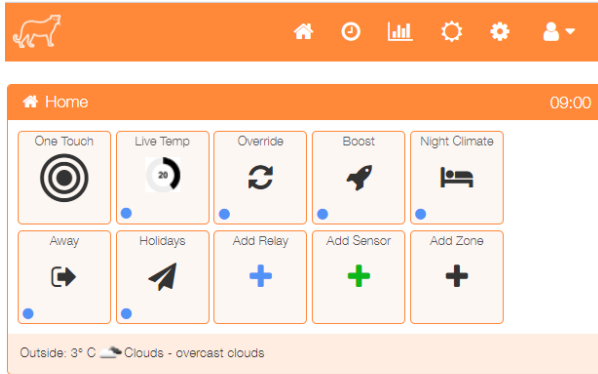 Home 09:00
One Touch Live Temp Override Boost Night Climate
20
Away Holidays Add Relay Add Sensor Add Zone
Outside: 3° C Clouds - overcast clouds